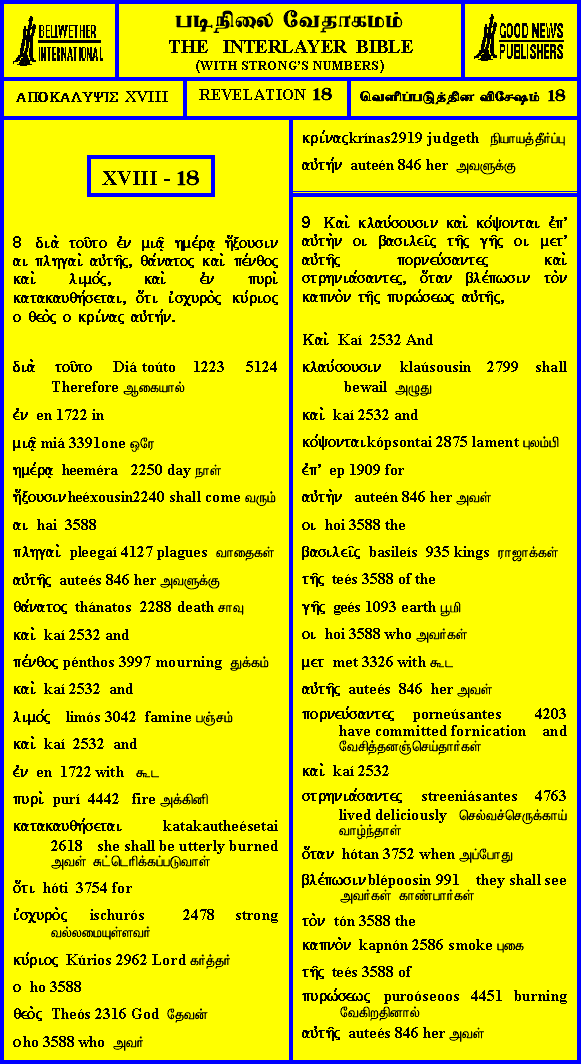 BELLWETHER
INTERNATIONAL
படிநிலை வேதாகமம்
THE INTERLAYER BIBLE
(WITH STRONG'S NUMBERS)
GOOD NEWS
PUBLISHERS
ΑΠΟΚΑΛΥΨΙΣ XVIII
REVELATION 18
வெளிப்படுத்தின விசேஷம் 18
XVIII - 18
8 διὰ τοῦτο ἐν μιᾷ ημέρᾳ ἥξουσιν
αι πληγαὶ αὐτῆς, θάνατος καὶ πένθος
καὶ λιμός, καὶ ἐν πυρὶ
κατακαυθήσεται, ὅτι ἰσχυρὸς κύριος
ο θεὸς ο κρίνας αὐτήν.
διὰ τοῦτο Diá toúto 1223 5124
Therefore ஆகையால்
ἐν en 1722 in
μιᾷ miá 3391one ஒரே
ημέρᾳ heeméra 2250 day நாள்
ἥξουσιν heéxousin2240 shall come வரும்
αι hai 3588
πληγαὶ pleegaí 4127 plagues வாதைகள்
αὐτῆς auteés 846 her அவளுக்கு
θάνατος thánatos 2288 death சாவு
καὶ kaí 2532 and
πένθος pénthos 3997 mourning துக்கம்
καὶ kaí 2532 and
λιμός limós 3042 famine பஞ்சம்
καὶ kaí 2532 and
ἐν en 1722 with கூட
πυρὶ purí 4442 fire அக்கினி
κατακαυθήσεται katakautheésetai
2618 she shall be utterly burned
அவள் சுட்டெரிக்கப்படுவாள்
ὅτι hóti 3754 for
ἰσχυρὸς ischurós 2478 strong
வல்லமையுள்ளவர்
κύριος Kúrios 2962 Lord கர்த்தர்
ο ho 3588
θεὸς Theós 2316 God தேவன்
ο ho 3588 who அவர்
κρίνας krínas2919 judgeth நியாயத்தீர்ப்பு
αὐτήν auteén 846 her அவளுக்கு
9 Καὶ κλαύσουσιν καὶ κόψονται ἐπ’
αὐτὴν οι βασιλεῖς τῆς γῆς οι μετ’
αὐτῆς πορνεύσαντες καὶ
στρηνιάσαντες, ὅταν βλέπωσιν τὸν
καπνὸν τῆς πυρώσεως αὐτῆς,
Καὶ Kaí 2532 And
κλαύσουσιν klaúsousin 2799 shall
bewail அழுது
καὶ kaí 2532 and
κόψονται kópsontai 2875 lament புலம்பி
ἐπ’ ep 1909 for
αὐτὴν auteén 846 her அவள்
οι hoi 3588 the
βασιλεῖς basileís 935 kings ராஜாக்கள்
τῆς teés 3588 of the
γῆς geés 1093 earth பூமி
οι hoi 3588 who அவர்கள்
μετ met 3326 with கூட
αὐτῆς auteés 846 her அவள்
πορνεύσαντες porneúsantes 4203
have committed fornication and
வேசித்தனஞ்செய்தார்கள்
καὶ kaí 2532
στρηνιάσαντες streeniásantes 4763
lived deliciously செல்வச்செருக்காய்
வாழ்ந்தாள்
ὅταν hótan 3752 when அப்போது
βλέπωσιν blépoosin 991 they shall see
அவர்கள் காண்பார்கள்
τὸν tón 3588 the
καπνὸν kapnón 2586 smoke புகை
τῆς teés 3588 of
πυρώσεως puroóseoos 4451 burning
வேகிறதினால்
αὐτῆς auteés 846 her அவள்